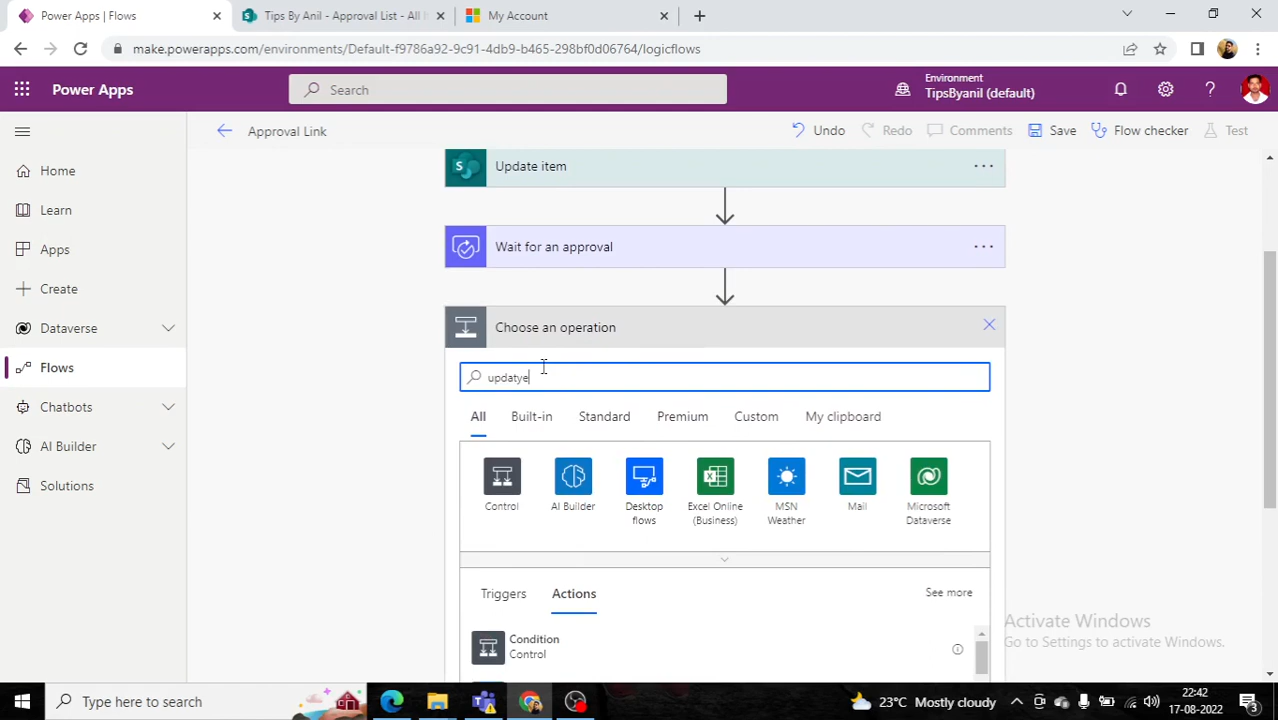 Power Apps | Flows
Tips By Anil - Approval List - All I
My Account
make.powerapps.com/environments/Default-f9786a92-9c91-4db9-b465-298bf0d06764/logicflows
Power Apps
Search
Environment
TipsByanil (default)
Approval Link
Undo
Redo
Comments
Save
Flow checker
Test
Home
Learn
Apps
Create
Dataverse
Flows
Chatbots
AI Builder
Solutions
Update item
Wait for an approval
Choose an operation
updatye
All
Built-in
Standard
Premium
Custom
My clipboard
Control
AI Builder
Desktop
flows
Excel Online
(Business)
MSN
Weather
Mail
Microsoft
Dataverse
Triggers
Actions
See more
Condition
Control
Activate Windows
Go to Settings to activate Windows.
Type here to search
23°C Mostly cloudy
22:42
17-08-2022
3